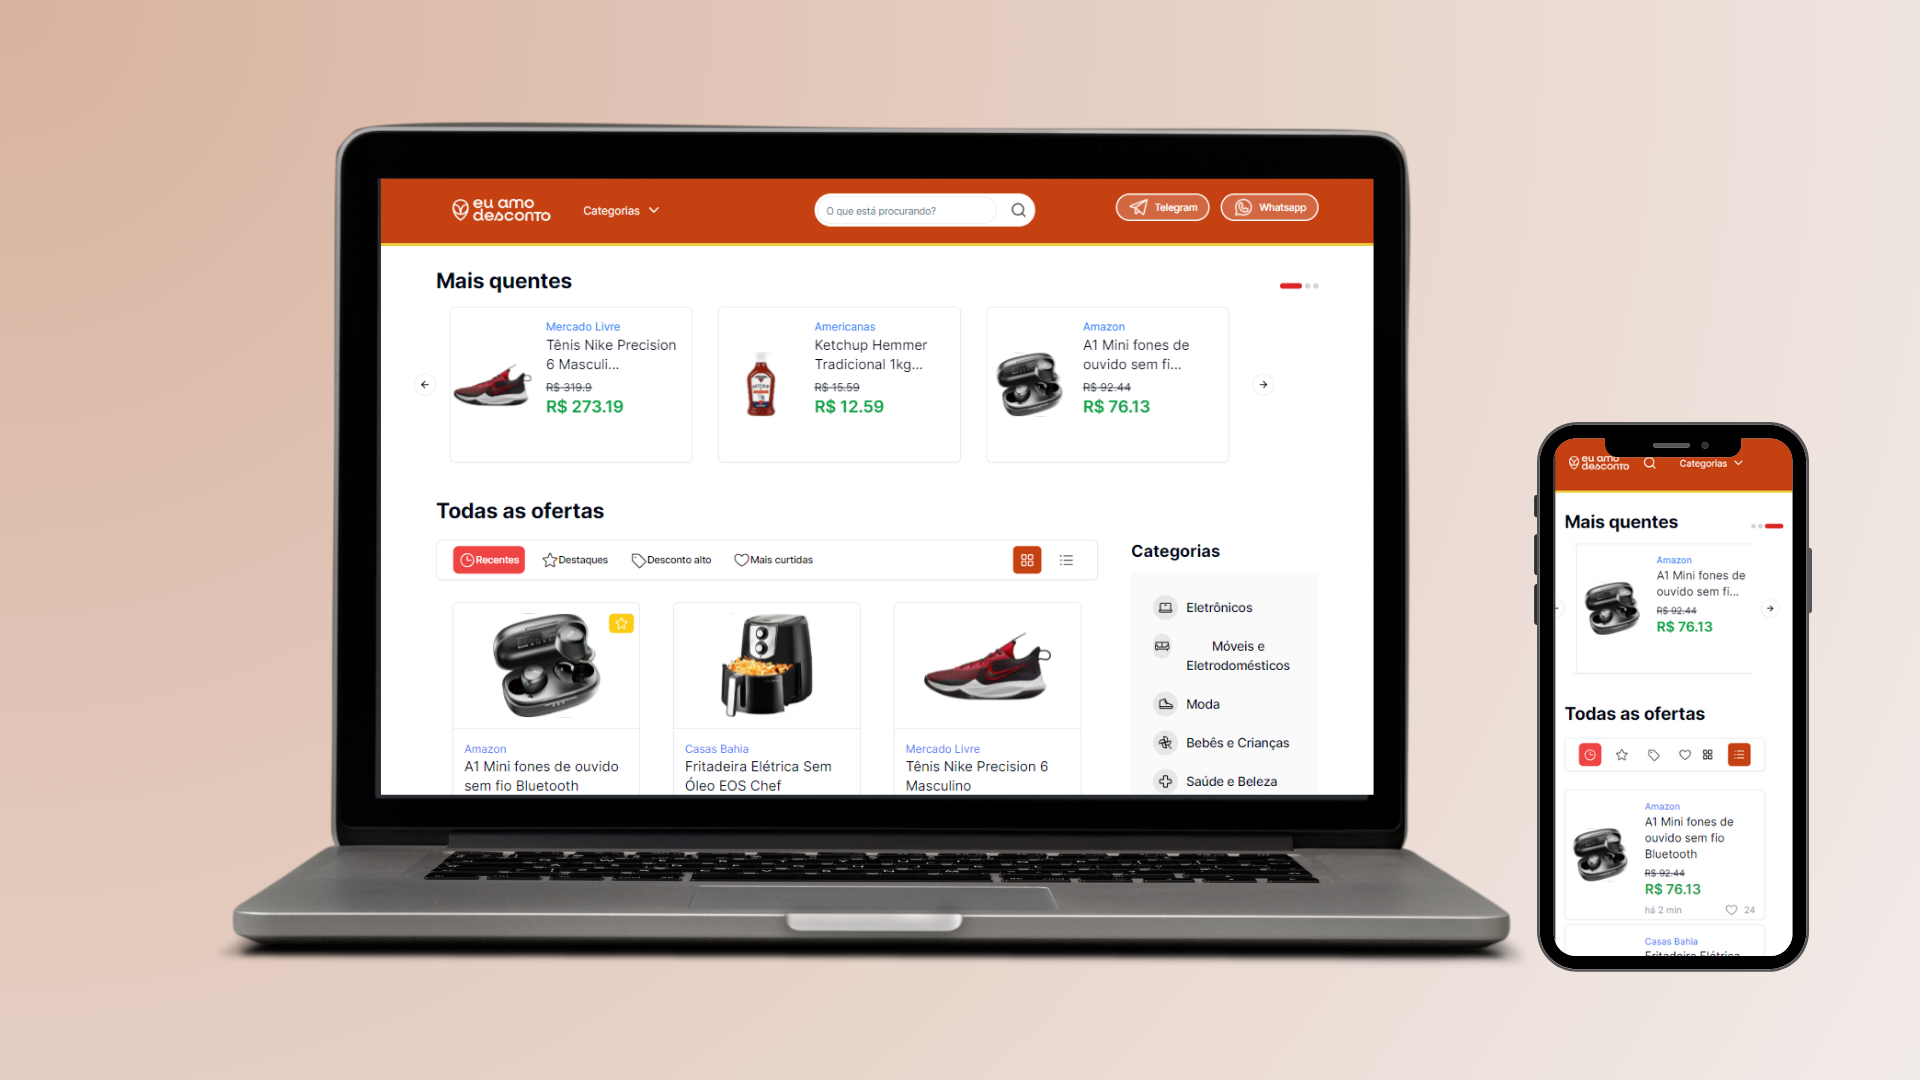 eu amo
desconto
Categorias
O que está procurando?
Telegram
Whatsapp
Mais quentes
Mercado Livre
Tênis Nike Precision
6 Masculi...
R$ 319.9
R$ 273.19
Americanas
Ketchup Hemmer
Tradicional 1kg...
R$ 15.59
R$ 12.59
Amazon
A1 Mini fones de
ouvido sem fi...
R$ 92.44
R$ 76.13
Todas as ofertas
Recentes
Destaques
Desconto alto
Mais curtidas
Amazon
A1 Mini fones de ouvido
sem fio Bluetooth
Casas Bahia
Fritadeira Elétrica Sem
Óleo EOS Chef
Mercado Livre
Tênis Nike Precision 6
Masculino
Categorias
Eletrônicos
Móveis e
Eletrodomésticos
Moda
Bebês e Crianças
Saúde e Beleza
eu amo
desconto
Categorias
Mais quentes
Amazon
A1 Mini fones de
ouvido sem fi...
R$ 92.44
R$ 76.13
Todas as ofertas
Amazon
A1 Mini fones de
ouvido sem fio
Bluetooth
R$ 92.44
R$ 76.13
há 2 min
24
Casas Bahia
Fritadeira Elétrica